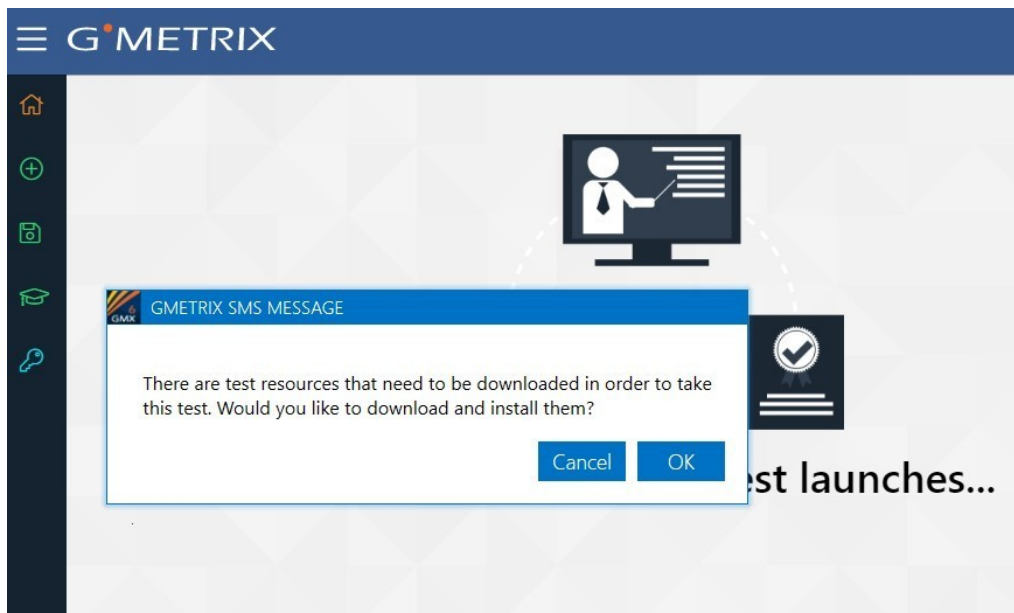 G METRIX
6
GMX
GMETRIX SMS MESSAGE
There are test resources that need to be downloaded in order to take
this test. Would you like to download and install them?
Cancel OK
launches...